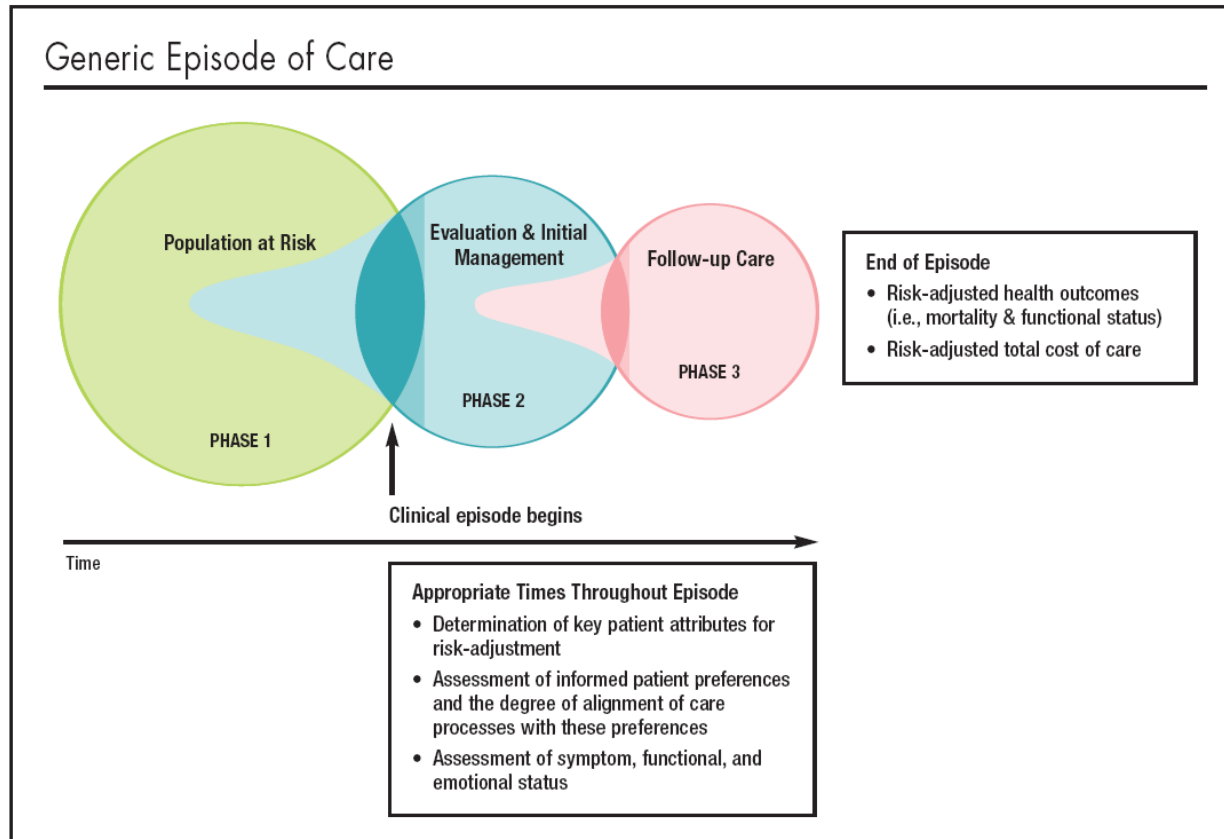 Generic Episode of Care
Population at Risk
PHASE 1
Evaluation & Initial
Management
PHASE 2
Follow-up Care
PHASE 3
End of Episode
• Risk-adjusted health outcomes
(i.e., mortality & functional status)
• Risk-adjusted total cost of care
Clinical episode begins
Time
Appropriate Times Throughout Episode
• Determination of key patient attributes for
risk-adjustment
• Assessment of informed patient preferences
and the degree of alignment of care
processes with these preferences
• Assessment of symptom, functional, and
emotional status